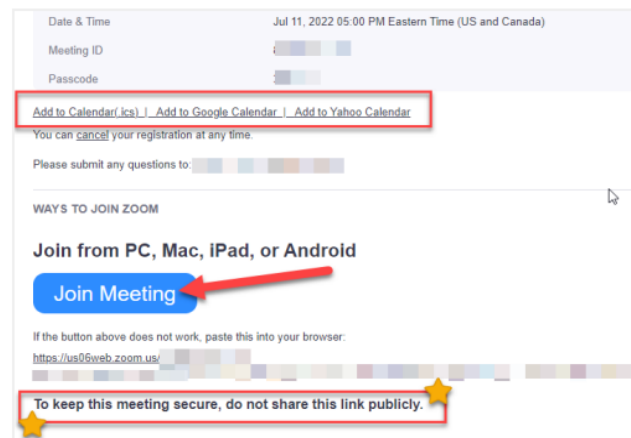 Date & Time Jul 11, 2022 05:00 PM Eastern Time (US and Canada)
Meeting ID
Passcode
Add to Calendar(.ics) | Add to Google Calendar | Add to Yahoo Calendar
You can cancel your registration at any time.
Please submit any questions to:
WAYS TO JOIN ZOOM
Join from PC, Mac, iPad, or Android
Join Meeting
If the button above does not work, paste this into your browser:
https://us06web.zoom.us/
To keep this meeting secure, do not share this link publicly.